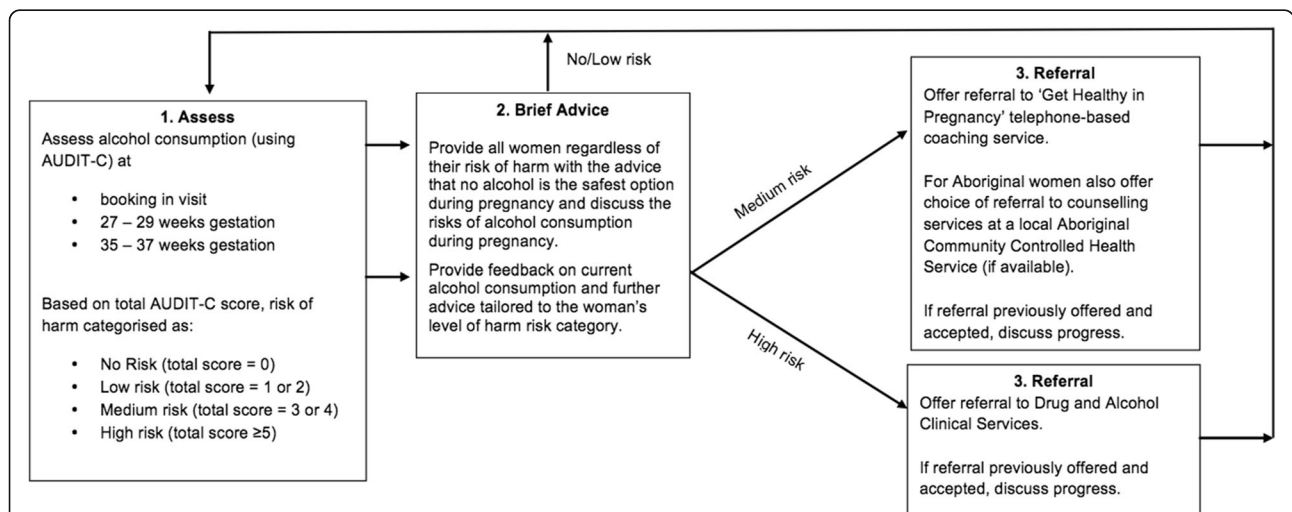 1. Assess
Assess alcohol consumption (using
AUDIT-C) at
• booking in visit
• 27 – 29 weeks gestation
• 35 – 37 weeks gestation
Based on total AUDIT-C score, risk of
harm categorised as:
• No Risk (total score = 0)
• Low risk (total score = 1 or 2)
• Medium risk (total score = 3 or 4)
• High risk (total score ≥5)
No/Low risk
2. Brief Advice
Provide all women regardless of
their risk of harm with the advice
that no alcohol is the safest option
during pregnancy and discuss the
risks of alcohol consumption
during pregnancy.
Provide feedback on current
alcohol consumption and further
advice tailored to the woman's
level of harm risk category.
Medium risk
High risk
3. Referral
Offer referral to 'Get Healthy in
Pregnancy' telephone-based
coaching service.
For Aboriginal women also offer
choice of referral to counselling
services at a local Aboriginal
Community Controlled Health
Service (if available).
If referral previously offered and
accepted, discuss progress.
3. Referral
Offer referral to Drug and Alcohol
Clinical Services.
If referral previously offered and
accepted, discuss progress.